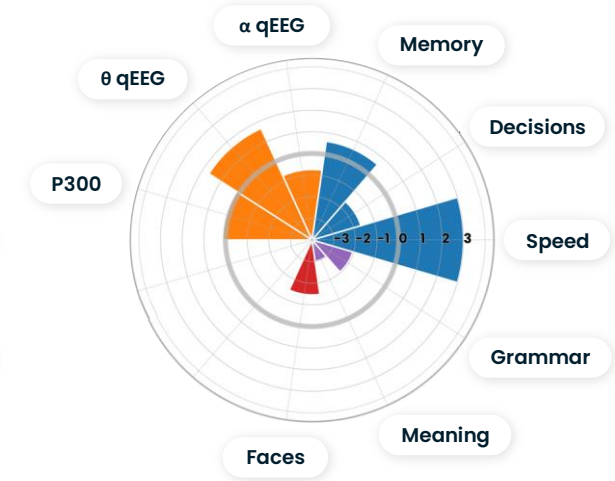 α qEEG
Memory
θ qEEG
Decisions
P300
-3 -2 -1 0 1 2 3
Speed
Grammar
Meaning
Faces